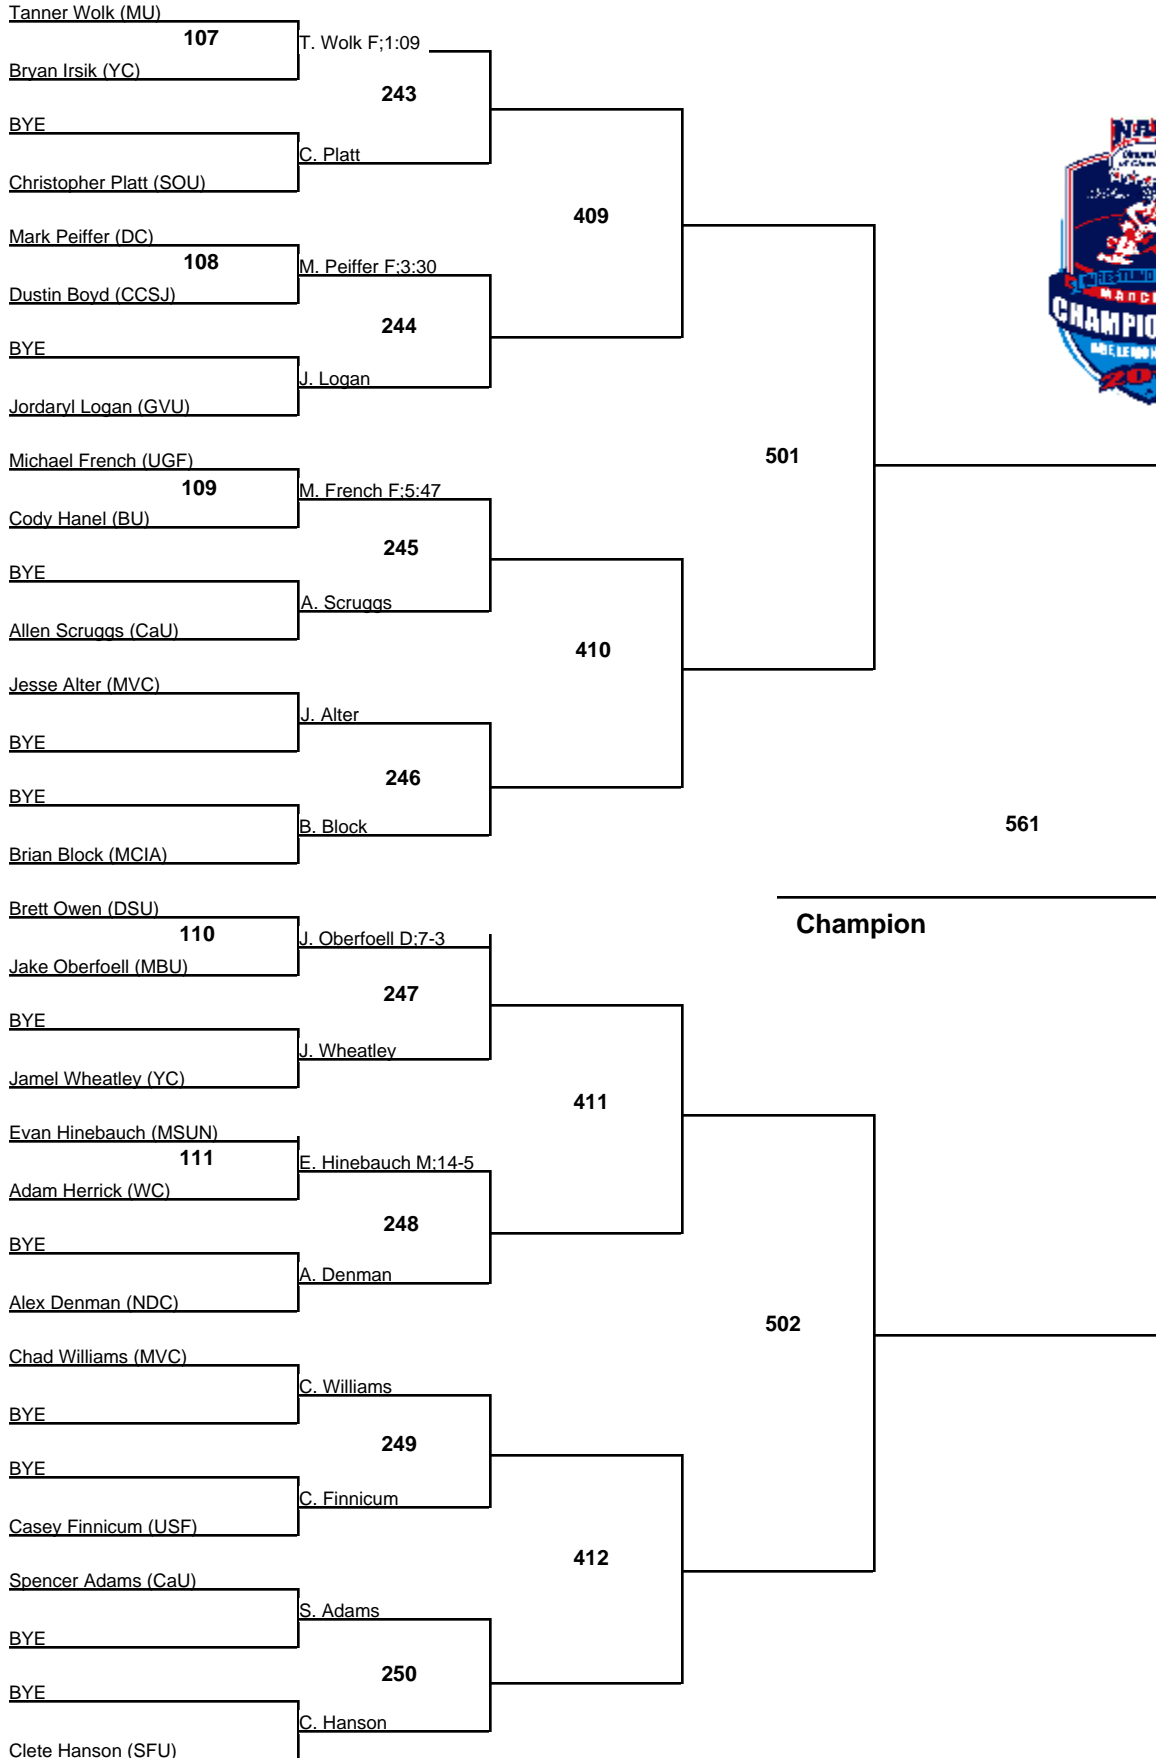 Tanner Wolk (MU)
107
T. Wolk F;1:09
Bryan Irsik (YC)
243
BYE
C. Platt
Christopher Platt (SOU)
409
Mark Peiffer (DC)
108
M. Peiffer F;3:30
Dustin Boyd (CCSJ)
244
BYE
J. Logan
Jordaryl Logan (GVU)
501
Michael French (UGF)
109
M. French F;5:47
Cody Hanel (BU)
245
BYE
A. Scruggs
Allen Scruggs (CaU)
410
Jesse Alter (MVC)
J. Alter
BYE
246
BYE
B. Block
Brian Block (MCIA)
561
Champion
Brett Owen (DSU)
110
J. Oberfoell D;7-3
Jake Oberfoell (MBU)
247
BYE
J. Wheatley
Jamel Wheatley (YC)
411
Evan Hinebauch (MSUN)
111
E. Hinebauch M;14-5
Adam Herrick (WC)
248
BYE
A. Denman
Alex Denman (NDC)
502
Chad Williams (MVC)
C. Williams
BYE
249
BYE
C. Finnicum
Casey Finnicum (USF)
412
Spencer Adams (CaU)
S. Adams
BYE
250
BYE
C. Hanson
Clete Hanson (SFU)